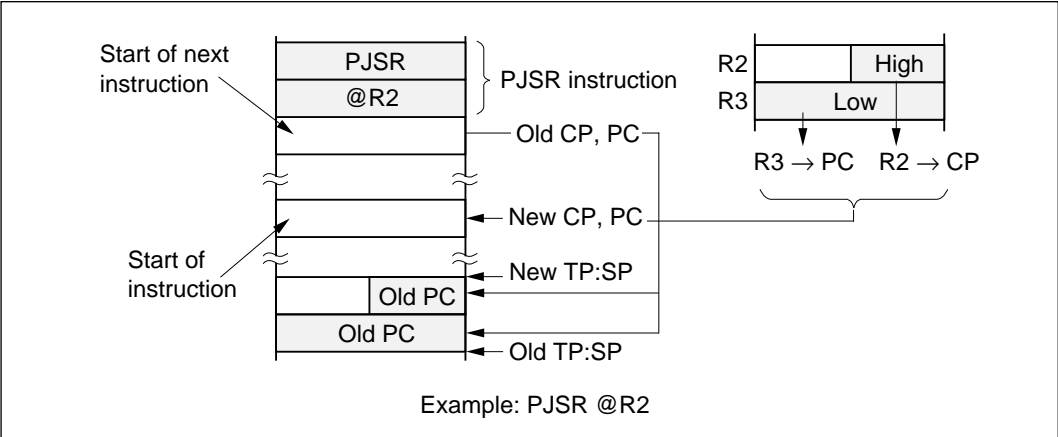 Start of next
instruction
PJSR
@R2
PJSR instruction
Old CP, PC
New CP, PC
Start of
instruction
New TP:SP
Old PC
Old PC
Old TP:SP
R2
High
R3
Low
R3 → PC
R2 → CP
Example: PJSR @R2